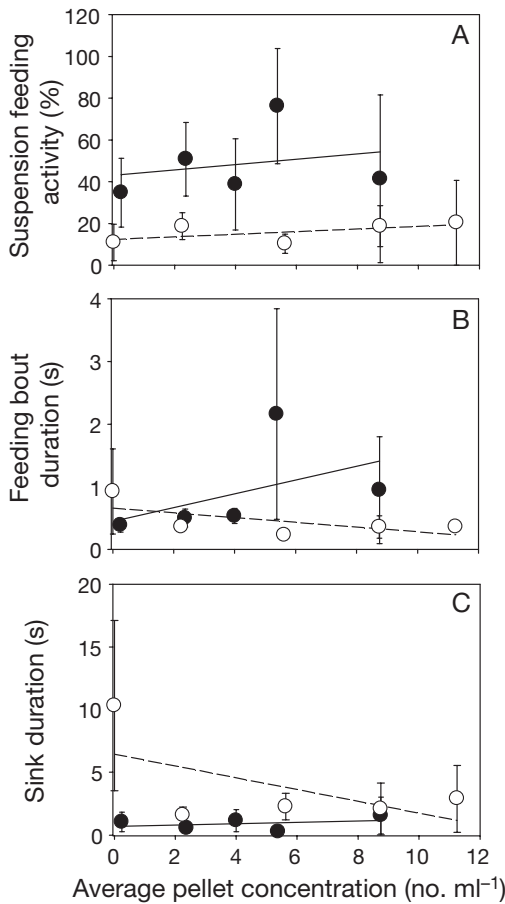 A
120
100
80
60
40
20
0
Suspension feeding
activity (%)
B
4
3
2
1
0
Feeding bout
duration (s)
C
20
15
10
5
0
Sink duration (s)
0 2 4 6 8 10 12
Average pellet concentration (no. ml⁻¹)